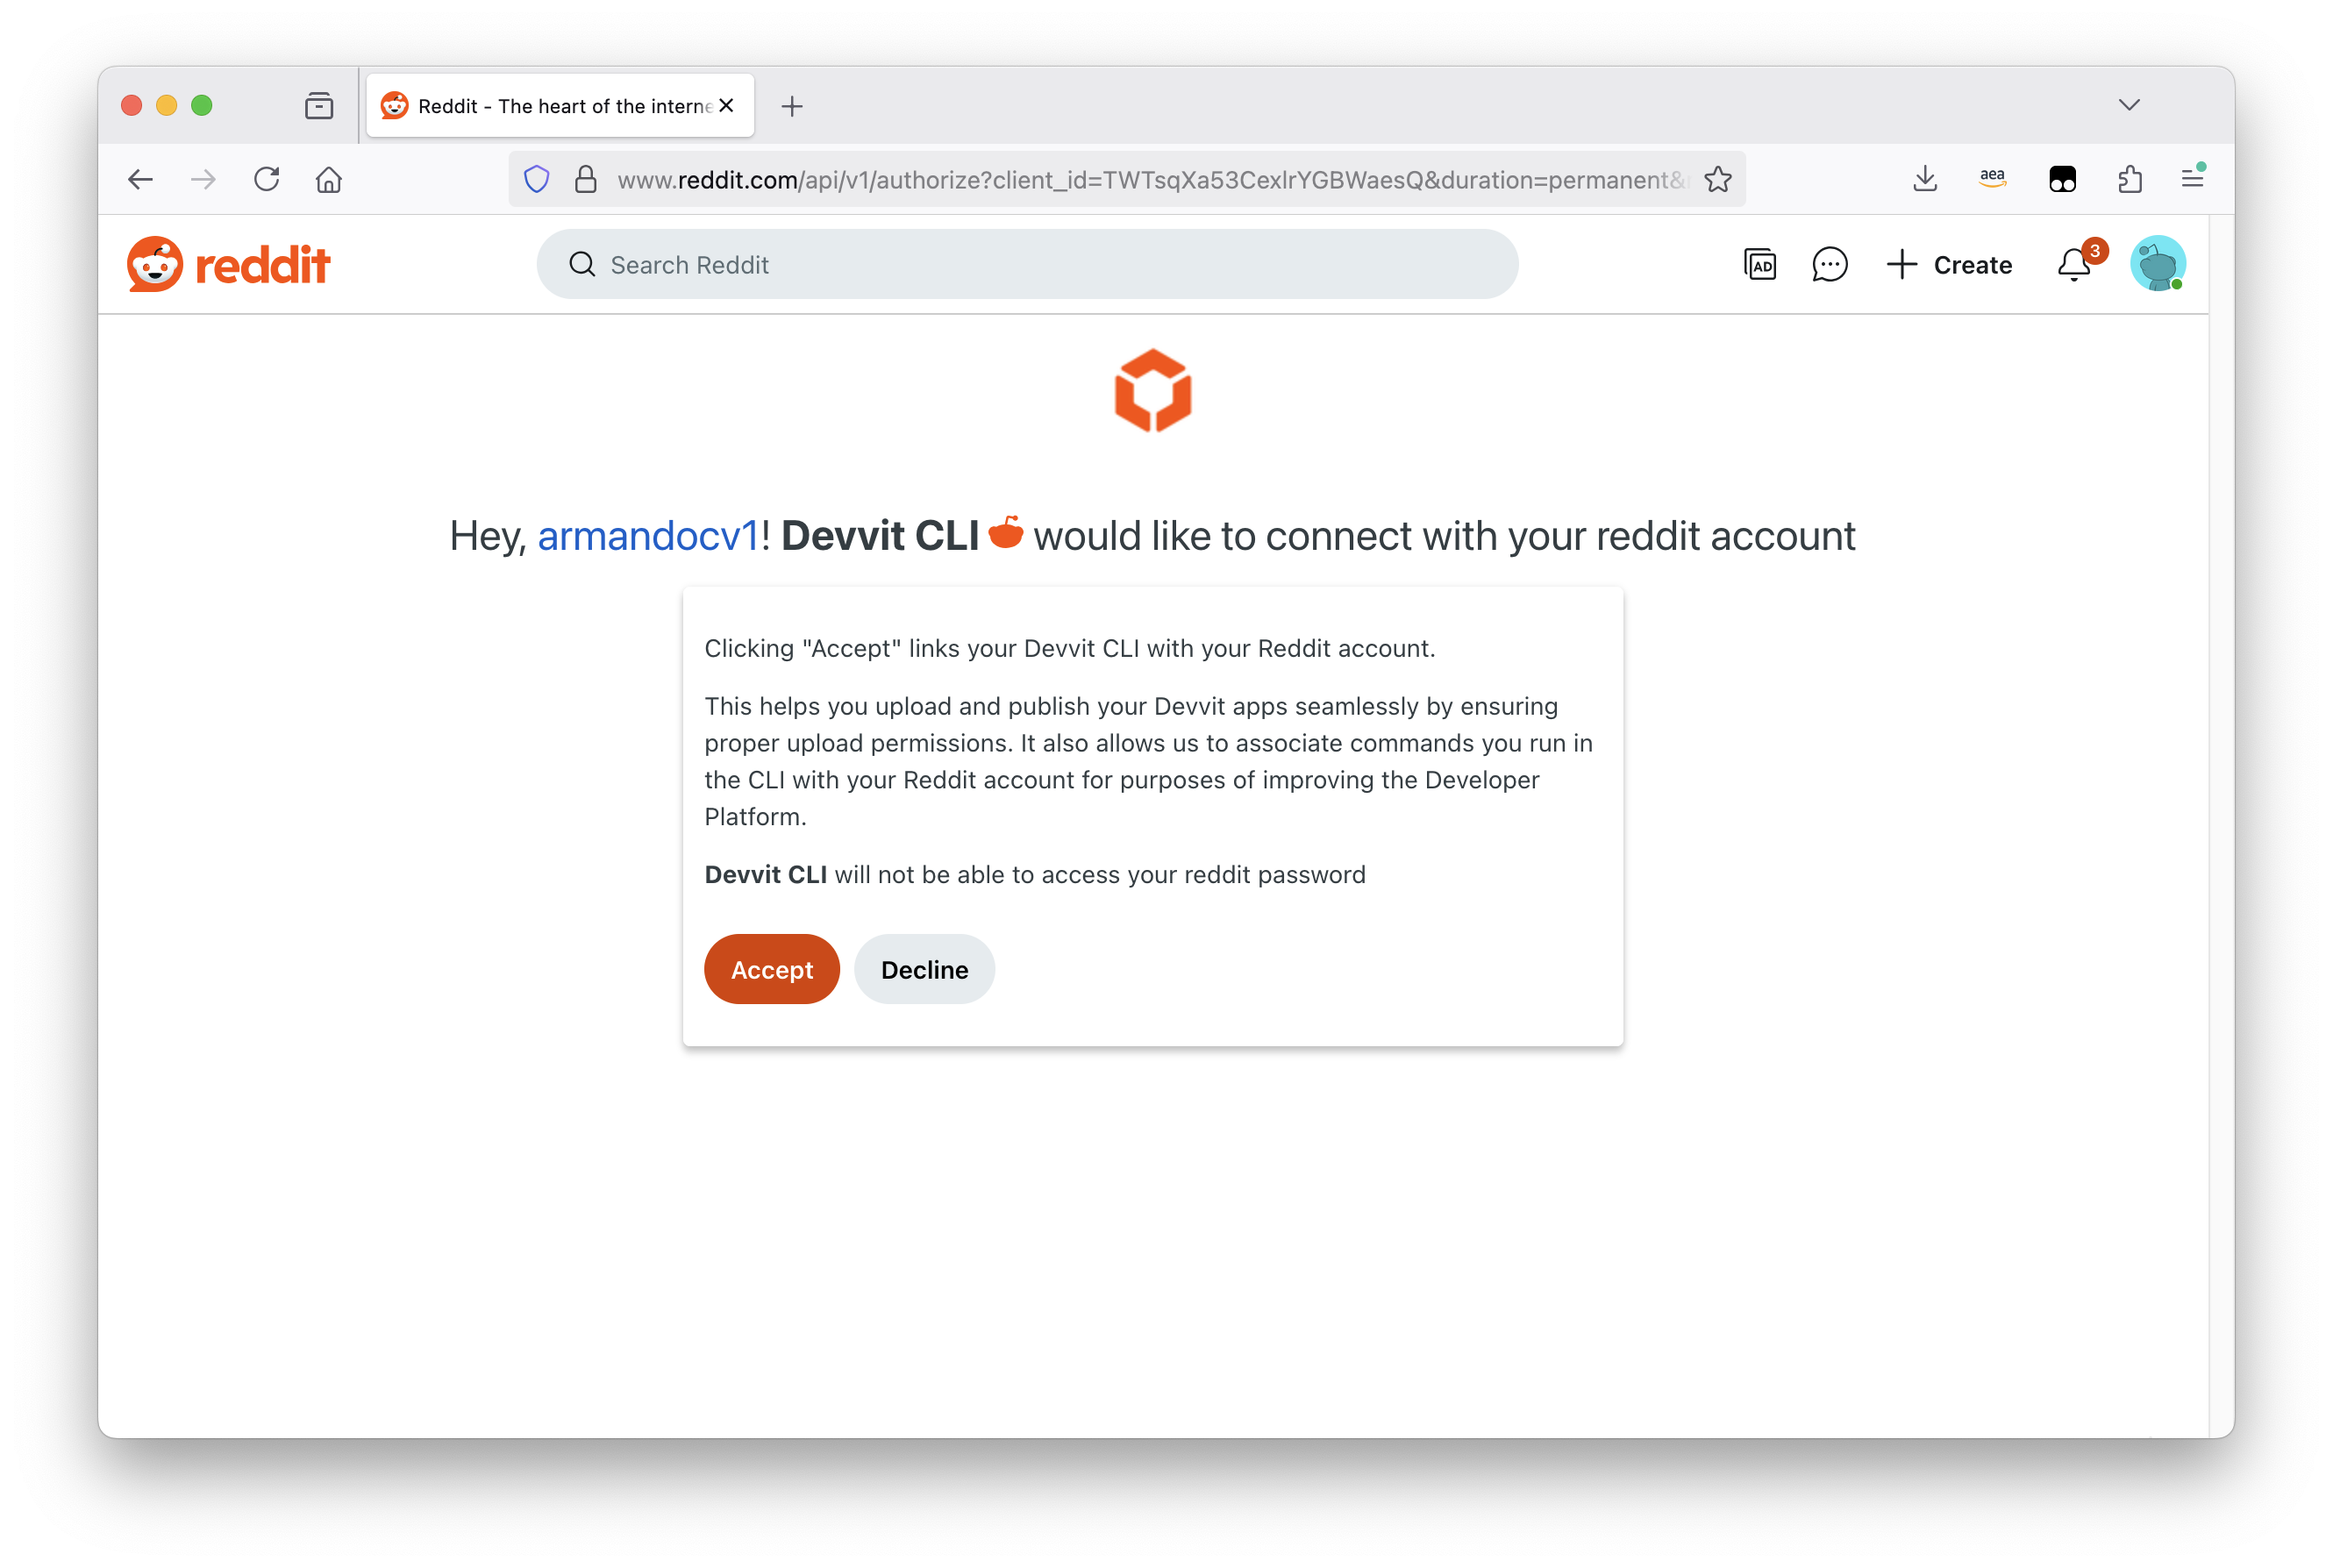 Reddit - The heart of the interne
www.reddit.com/api/v1/authorize?client_id=TWTsqXa53CexlrYGBWaesQ&duration=permanent&
aea
reddit
Search Reddit
AD
Create
3
Hey, armandocv1! Devvit CLI would like to connect with your reddit account
Clicking "Accept" links your Devvit CLI with your Reddit account.
This helps you upload and publish your Devvit apps seamlessly by ensuring
proper upload permissions. It also allows us to associate commands you run in
the CLI with your Reddit account for purposes of improving the Developer
Platform.
Devvit CLI will not be able to access your reddit password
Accept
Decline